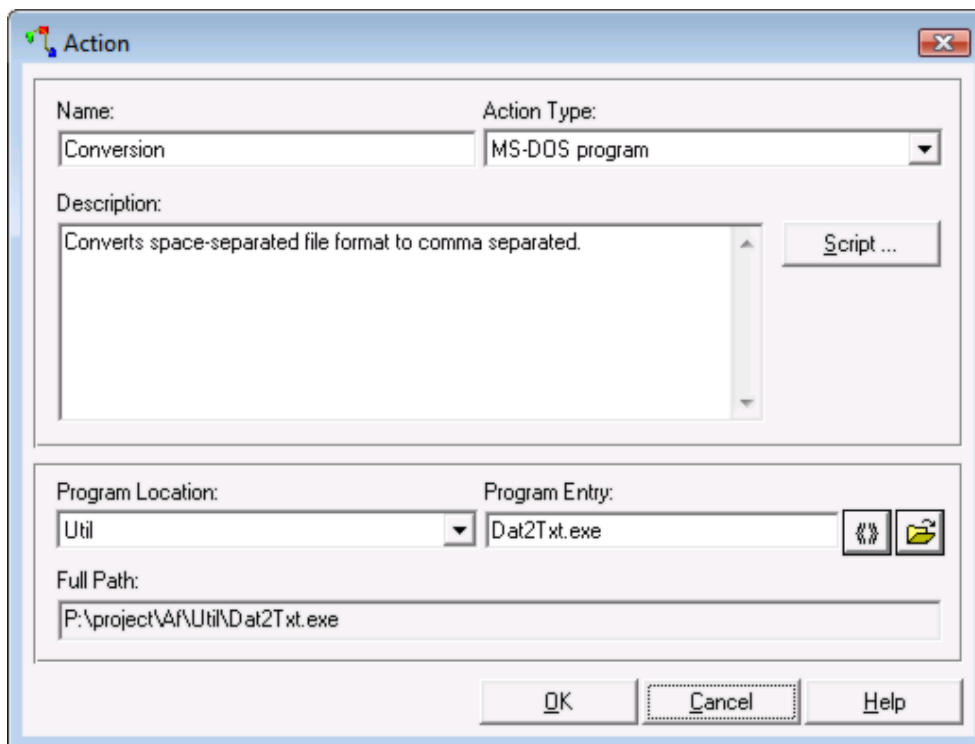 Action
Name:
Action Type:
Conversion
MS-DOS program
Description:
Converts space-separated file format to comma separated.
Script ...
Program Location:
Program Entry:
Util
Dat2Txt.exe
Full Path:
P:\project\Af\Util\Dat2Txt.exe
OK
Cancel
Help